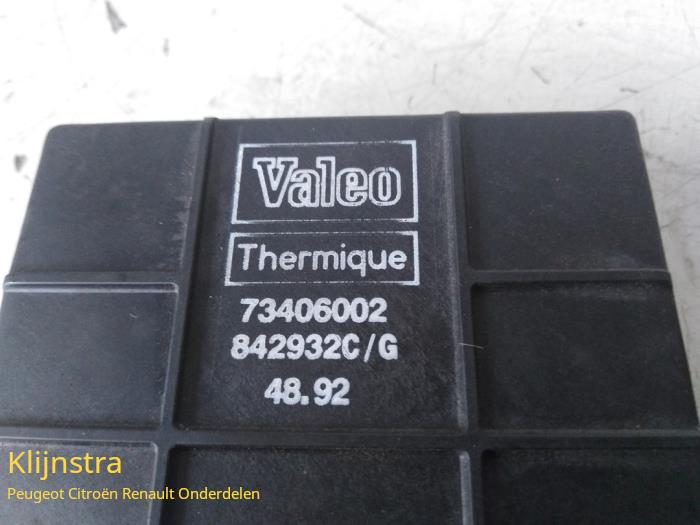 Valeo
Thermique
73406002
842932C/G
48.92
Klijnstra
Peugeot Citroën Renault Onderdelen